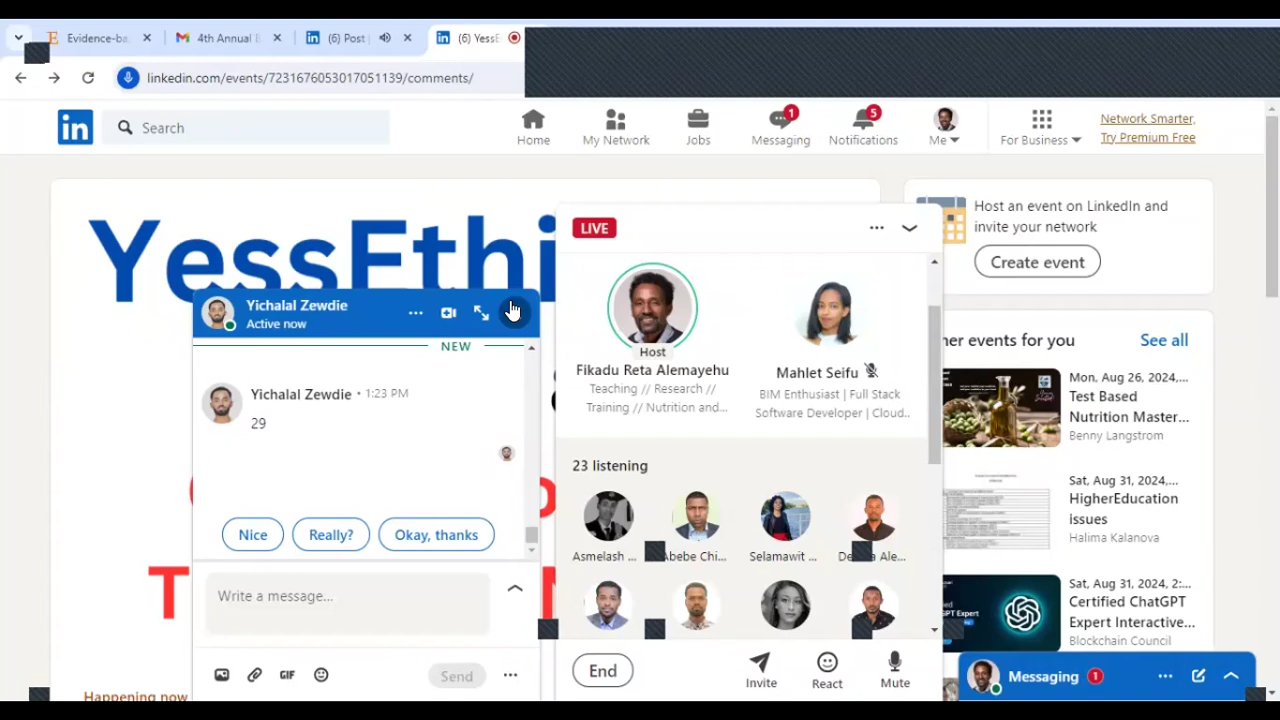 Evidence-ba
4th Annual I
(6) Post
(6) YessE
linkedin.com/events/7231676053017051139/comments/
in
Search
Home
My Network
Jobs
1
Messaging
5
Notifications
Me
For Business
Network Smarter,
Try Premium Free
YessEthi
Yichalal Zewdie
Active now
NEW
Yichalal Zewdie • 1:23 PM
29
Nice
Really?
Okay, thanks
Write a message...
GIF
Send
T
Happening now
LIVE
Host
Fikadu Reta Alemayehu
Teaching // Research //
Training // Nutrition and...
Mahlet Seifu
BIM Enthusiast | Full Stack
Software Developer | Cloud..
23 listening
Asmelash ...
Abebe Chi...
Selamawit ...
Ale...
End
Invite
React
Mute
Host an event on LinkedIn and
invite your network
Create event
er events for you
See all
Mon, Aug 26, 2024,...
Test Based
Nutrition Master...
Benny Langstrom
Sat, Aug 31, 2024,...
HigherEducation
issues
Halima Kalanova
Sat, Aug 31, 2024, 2:...
Certified ChatGPT
Expert Interactive...
Blockchain Council
GPT Expert
Messaging 1